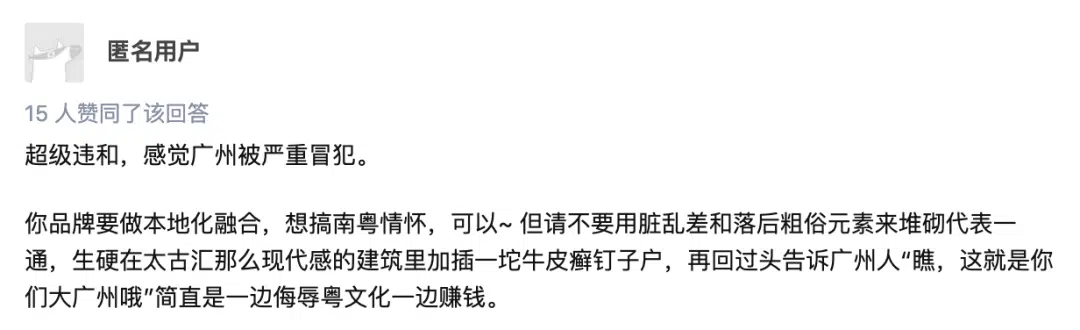 匿名用户
15 人赞同了该回答
超级违和，感觉广州被严重冒犯。
你品牌要做本地化融合，想搞南粤情怀，可以~ 但请不要用脏乱差和落后粗俗元素来堆砌代表一
通，生硬在太古汇那么现代感的建筑里加插一坨牛皮癣钉子户，再回过头告诉广州人“瞧，这就是你
们大广州哦”简直是一边侮辱粤文化一边赚钱。